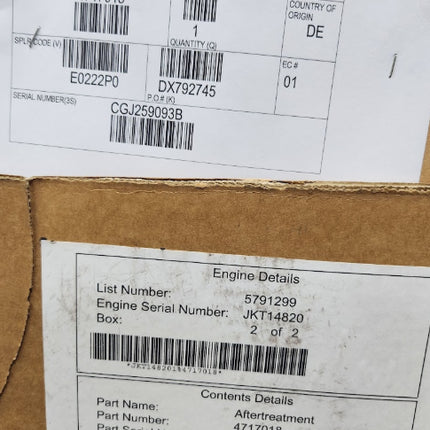 COUNTRY OF
ORIGIN
DE
1
QUANTITY (Q)
SPLR CODE (V)
E0222P0
DX792745
P.O.# (K)
EC #
01
SERIAL NUMBER(3S)
CGJ259093B
Engine Details
List Number: 5791299
Engine Serial Number: JKT14820
Box: 2 of 2
*JKT14820184717018*
Contents Details
Part Name: Aftertreatment
Part Number: 4717018